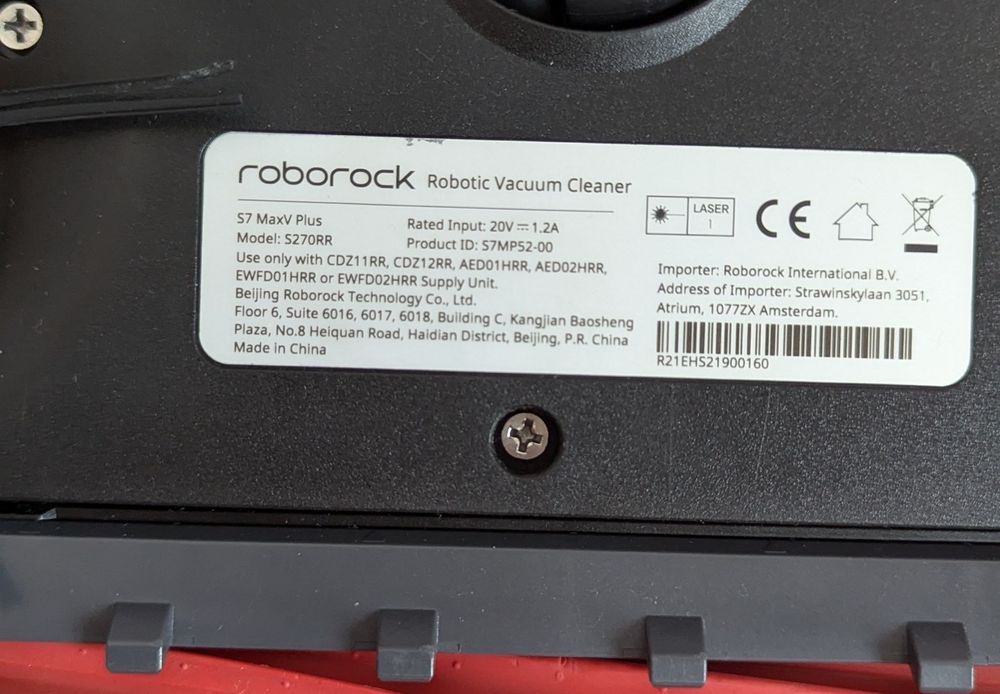 roborock Robotic Vacuum Cleaner
S7 MaxV Plus
Model: S270RR
Rated Input: 20V⎓1.2A
Product ID: S7MP52-00
Use only with CDZ11RR, CDZ12RR, AED01HRR, AED02HRR,
EWFD01HRR or EWFD02HRR Supply Unit.
Beijing Roborock Technology Co., Ltd.
Floor 6, Suite 6016, 6017, 6018, Building C, Kangjian Baosheng
Plaza, No.8 Heiquan Road, Haidian District, Beijing, P.R. China
Made in China
LASER
1
CE
Importer: Roborock International B.V.
Address of Importer: Strawinskylaan 3051,
Atrium, 1077ZX Amsterdam.
R21EHS21900160